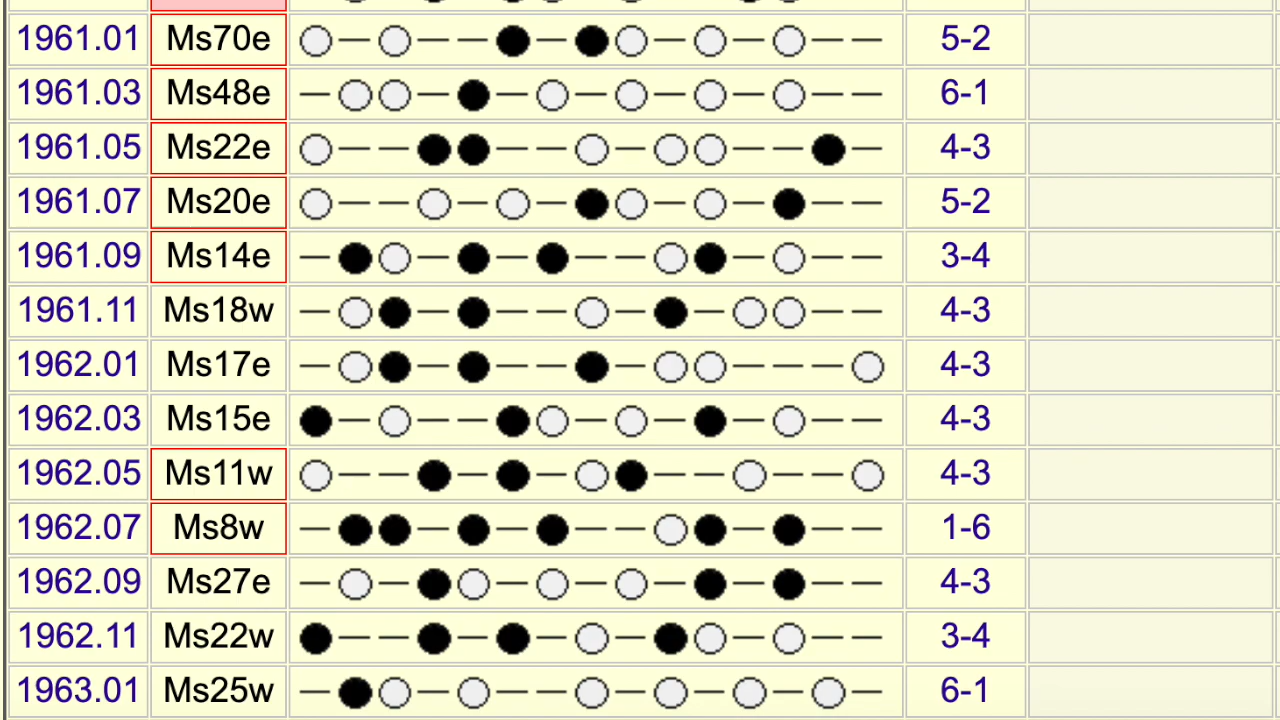 1961.01 Ms70e 5-2
1961.03 Ms48e 6-1
1961.05 Ms22e 4-3
1961.07 Ms20e 5-2
1961.09 Ms14e 3-4
1961.11 Ms18w 4-3
1962.01 Ms17e 4-3
1962.03 Ms15e 4-3
1962.05 Ms11w 4-3
1962.07 Ms8w 1-6
1962.09 Ms27e 4-3
1962.11 Ms22w 3-4
1963.01 Ms25w 6-1